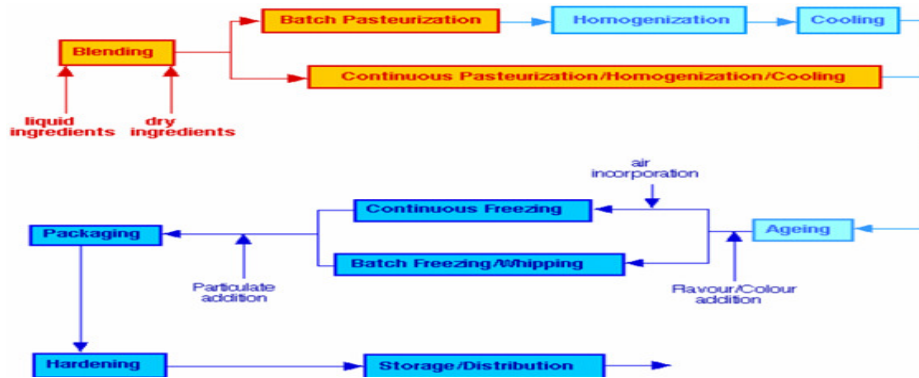 Batch Pasteurization
Homogenization
Cooling
Blending
Continuous Pasteurization/Homogenization/Cooling
liquid
ingredients
dry
ingredients
air
incorporation
Continuous Freezing
Packaging
Ageing
Batch Freezing/Whipping
Particulate
addition
Flavour/Colour
addition
Hardening
Storage/Distribution